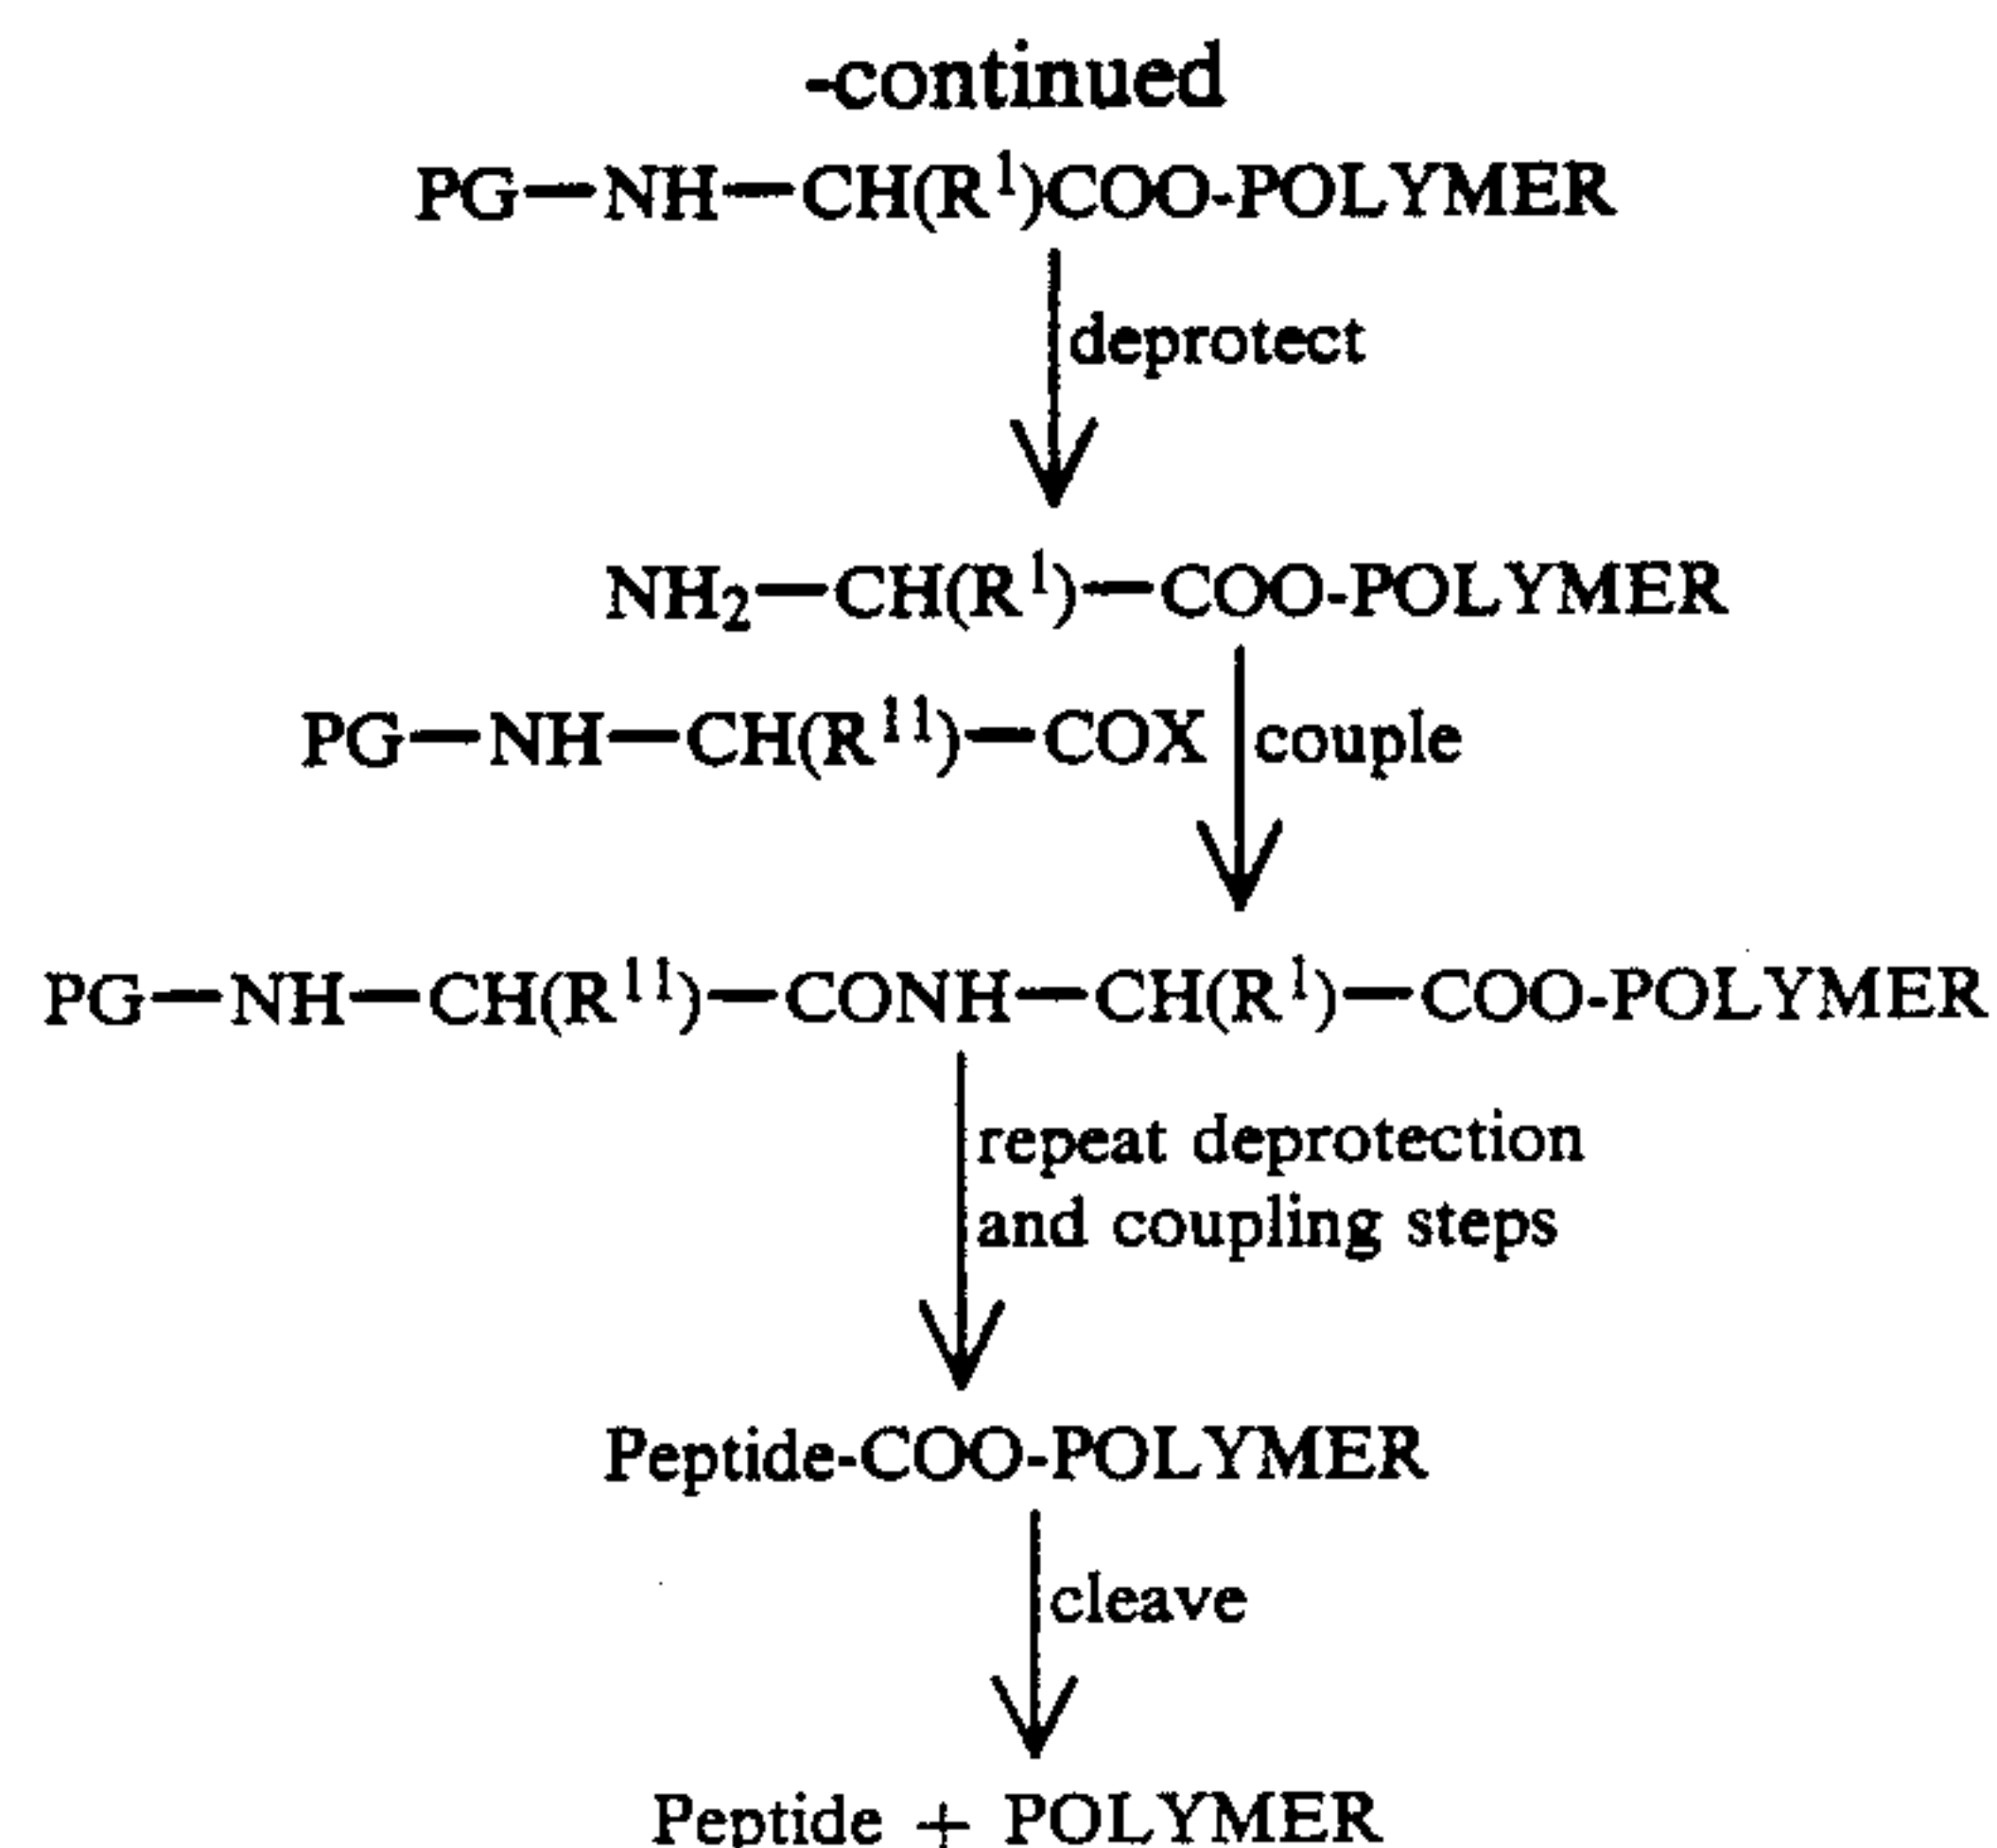 -continued
PG—NH—CH(R¹)COO-POLYMER
deprotect
NH₂—CH(R¹)—COO-POLYMER
PG—NH—CH(R¹¹)—COX couple
PG—NH—CH(R¹¹)—CONH—CH(R¹)—COO-POLYMER
repeat deprotection
and coupling steps
Peptide-COO-POLYMER
cleave
Peptide + POLYMER